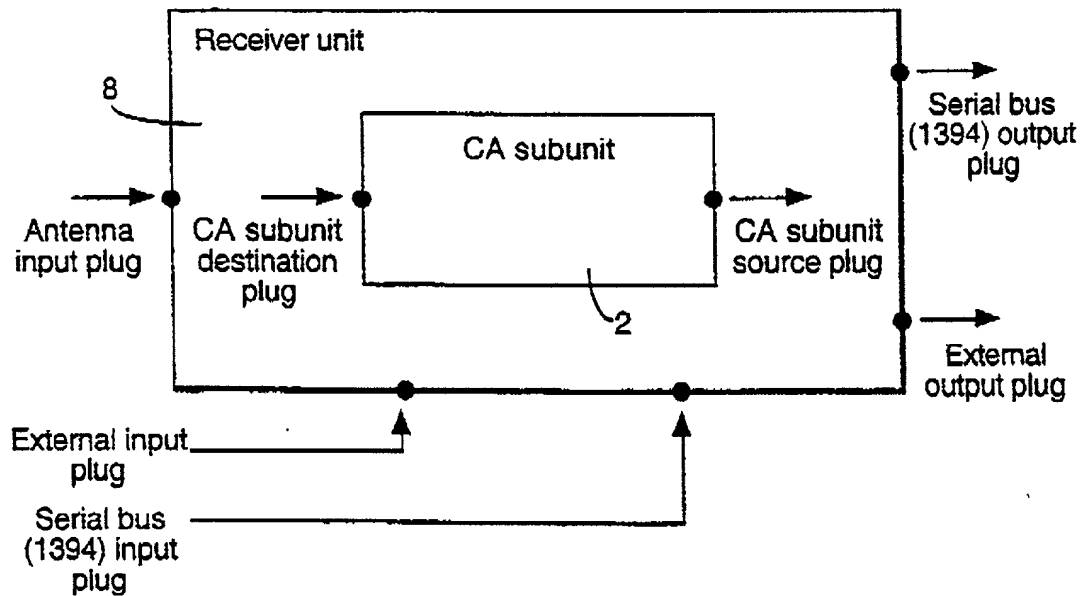 Receiver unit
8
CA subunit
Serial bus
(1394) output
plug
Antenna
input plug
CA subunit
destination
plug
CA subunit
source plug
2
External
output plug
External input
plug
Serial bus
(1394) input
plug